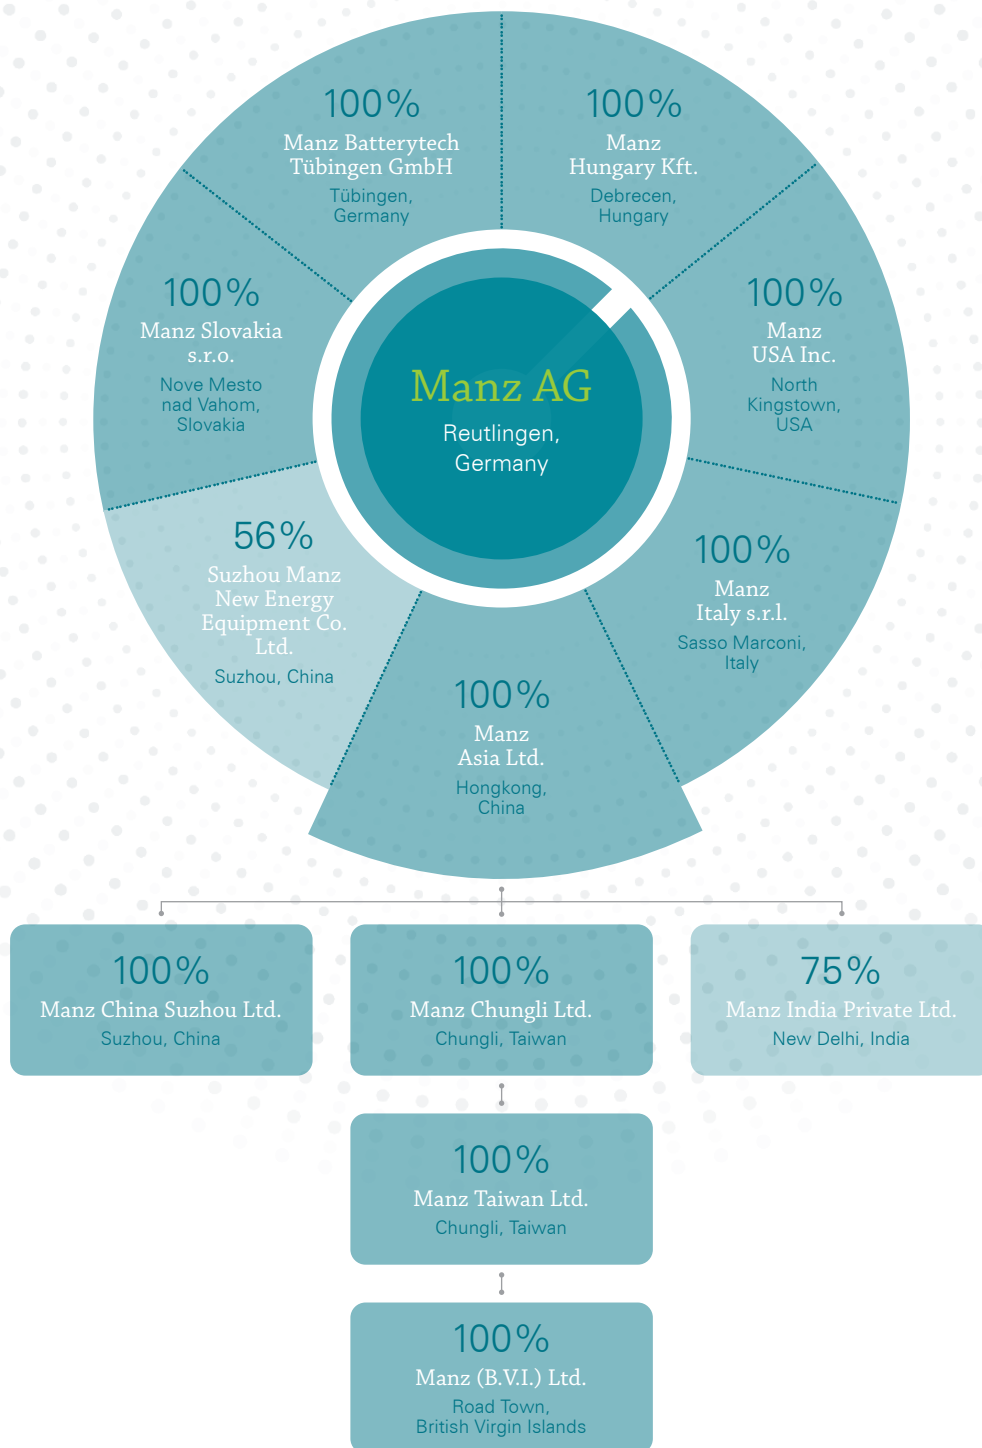 100%
Manz Batterytech
Tübingen GmbH
Tübingen,
Germany
100%
Manz
Hungary Kft.
Debrecen,
Hungary
100%
Manz Slovakia
s.r.o.
Nove Mesto
nad Vahom,
Slovakia
100%
Manz
USA Inc.
North
Kingstown,
USA
Manz AG
Reutlingen,
Germany
56%
Suzhou Manz
New Energy
Equipment Co.
Ltd.
Suzhou, China
100%
Manz
Italy s.r.l.
Sasso Marconi,
Italy
100%
Manz
Asia Ltd.
Hongkong,
China
100%
Manz China Suzhou Ltd.
Suzhou, China
100%
Manz Chungli Ltd.
Chungli, Taiwan
75%
Manz India Private Ltd.
New Delhi, India
100%
Manz Taiwan Ltd.
Chungli, Taiwan
100%
Manz (B.V.I.) Ltd.
Road Town,
British Virgin Islands